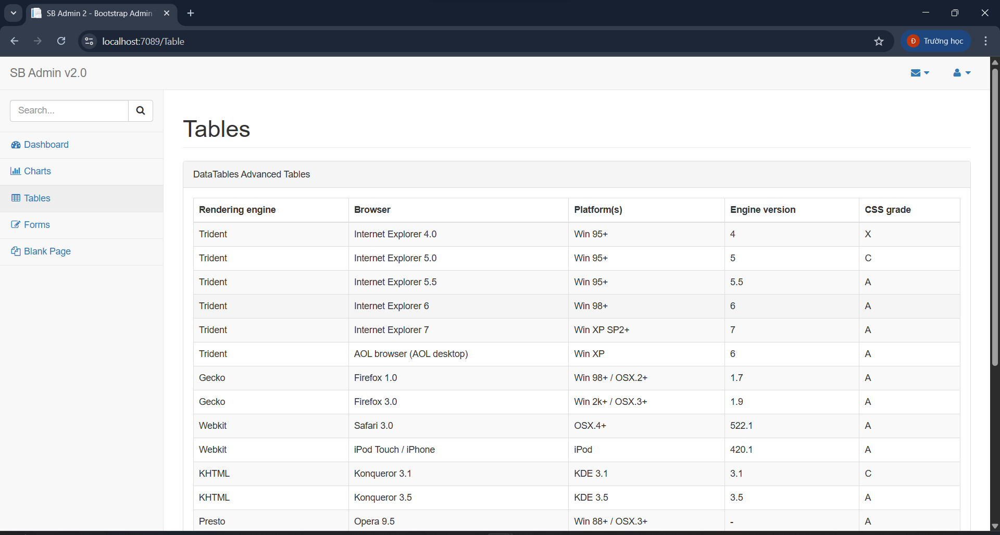 SB Admin 2 - Bootstrap Admin
localhost:7089/Table
Đ Trường học
SB Admin v2.0
Search...
Dashboard
Charts
Tables
Forms
Blank Page
Tables
DataTables Advanced Tables
Rendering engine Browser Platform(s) Engine version CSS grade
Trident Internet Explorer 4.0 Win 95+ 4 X
Trident Internet Explorer 5.0 Win 95+ 5 C
Trident Internet Explorer 5.5 Win 95+ 5.5 A
Trident Internet Explorer 6 Win 98+ 6 A
Trident Internet Explorer 7 Win XP SP2+ 7 A
Trident AOL browser (AOL desktop) Win XP 6 A
Gecko Firefox 1.0 Win 98+ / OSX.2+ 1.7 A
Gecko Firefox 3.0 Win 2k+ / OSX.3+ 1.9 A
Webkit Safari 3.0 OSX.4+ 522.1 A
Webkit iPod Touch / iPhone iPod 420.1 A
KHTML Konqueror 3.1 KDE 3.1 3.1 C
KHTML Konqueror 3.5 KDE 3.5 3.5 A
Presto Opera 9.5 Win 88+ / OSX.3+ - A